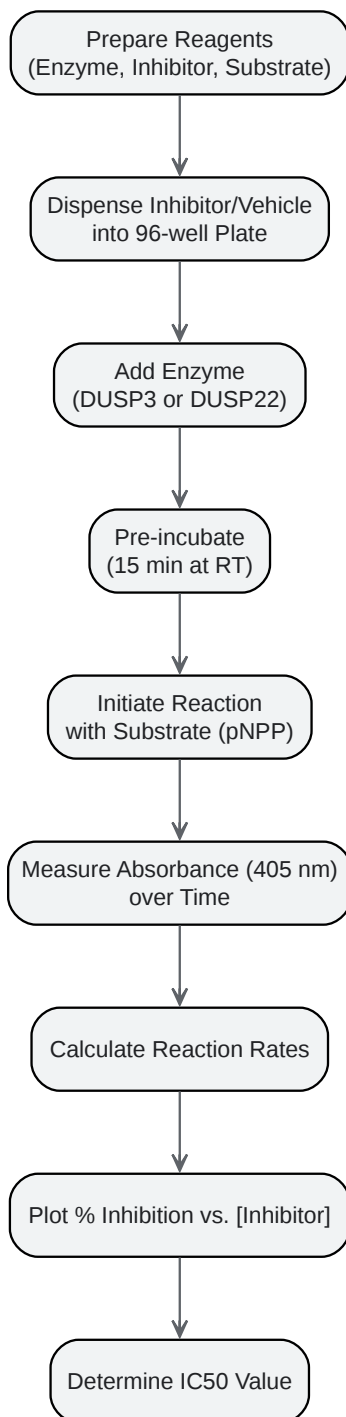 Prepare Reagents
(Enzyme, Inhibitor, Substrate)
Dispense Inhibitor/Vehicle
into 96-well Plate
Add Enzyme
(DUSP3 or DUSP22)
Pre-incubate
(15 min at RT)
Initiate Reaction
with Substrate (pNPP)
Measure Absorbance (405 nm)
over Time
Calculate Reaction Rates
Plot % Inhibition vs. [Inhibitor]
Determine IC50 Value